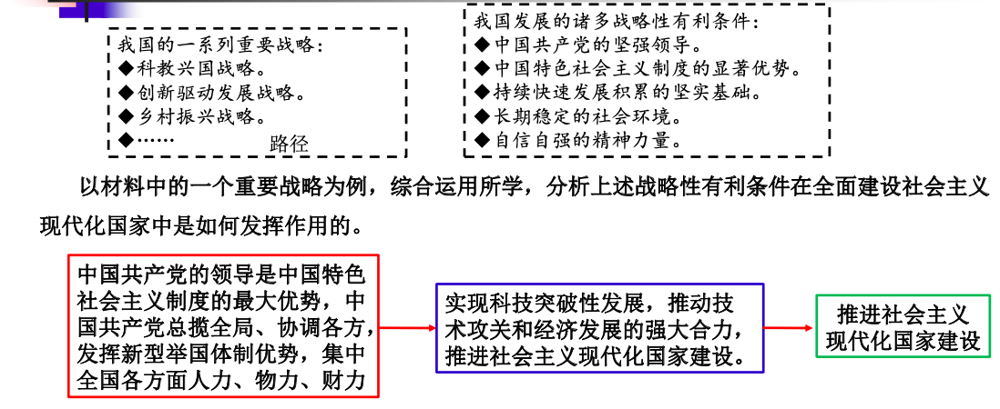 我国的一系列重要战略:
◆科教兴国战略。
◆创新驱动发展战略。
◆乡村振兴战略。
◆……
路径
我国发展的诸多战略性有利条件:
◆中国共产党的坚强领导。
◆中国特色社会主义制度的显著优势。
◆持续快速发展积累的坚实基础。
◆长期稳定的社会环境。
◆自信自强的精神力量。
以材料中的一个重要战略为例，综合运用所学，分析上述战略性有利条件在全面建设社会主义
现代化国家中是如何发挥作用的。
中国共产党的领导是中国特色
社会主义制度的最大优势，中
国共产党总揽全局、协调各方，
发挥新型举国体制优势，集中
全国各方面人力、物力、财力
实现科技突破性发展，推动技
术攻关和经济发展的强大合力，
推进社会主义现代化国家建设。
推进社会主义
现代化国家建设